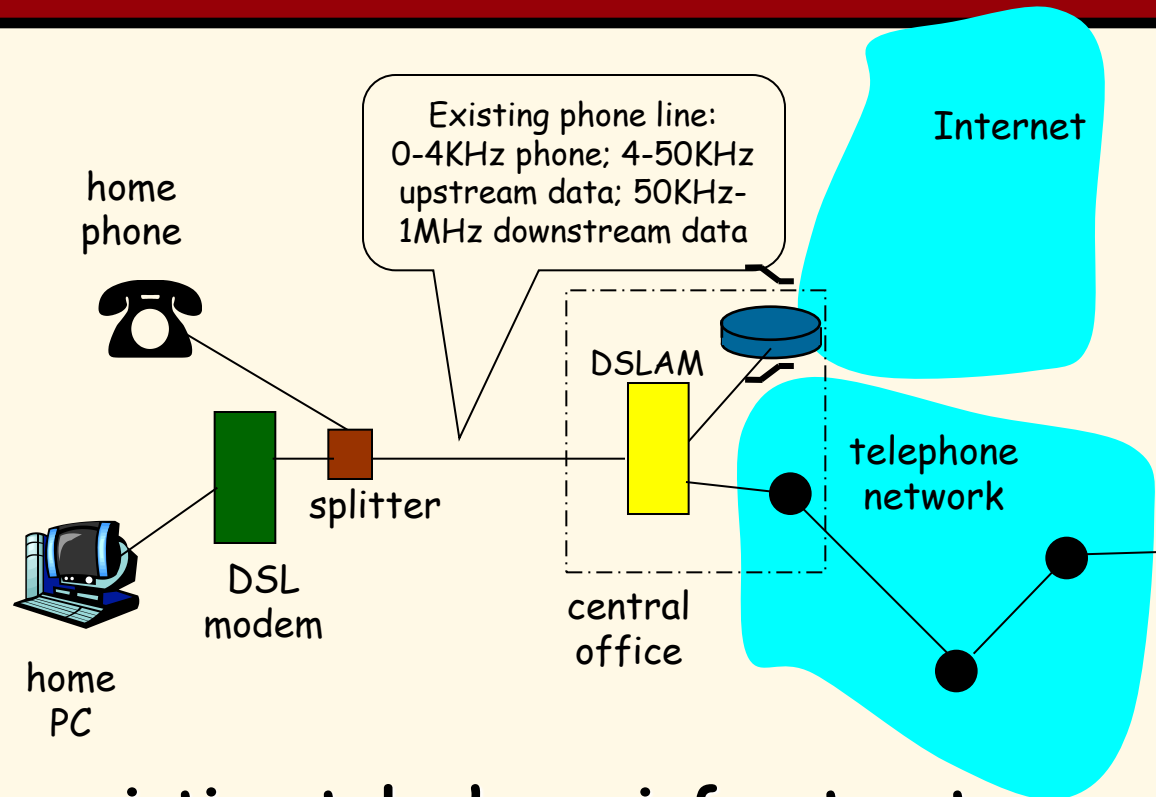 Existing phone line:
0-4KHz phone; 4-50KHz
upstream data; 50KHz-
1MHz downstream data
Internet
home
phone
DSLAM
telephone
network
splitter
DSL
modem
central
office
home
PC